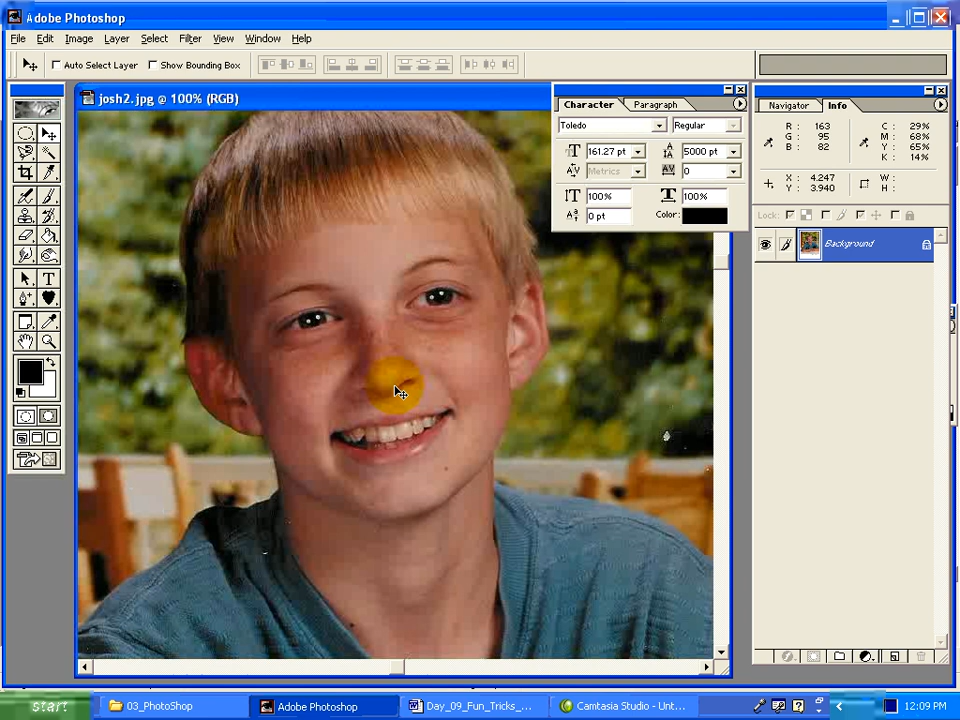 Adobe Photoshop
File Edit Image Layer Select Filter View Window Help
Auto Select Layer Show Bounding Box
josh2.jpg @ 100% (RGB)
Character Paragraph
Toledo Regular
161.27 pt 5000 pt
Metrics 0
100% 100%
0 pt Color:
Navigator Info
R : 163 C : 29%
G : 95 M : 68%
B : 82 Y : 65%
K : 14%
X : 4.247 W :
Y : 3.940 H :
Lock:
Background
start 03_PhotoShop Adobe Photoshop Day_09_Fun_Tricks_... Camtasia Studio - Unt... 12:09 PM